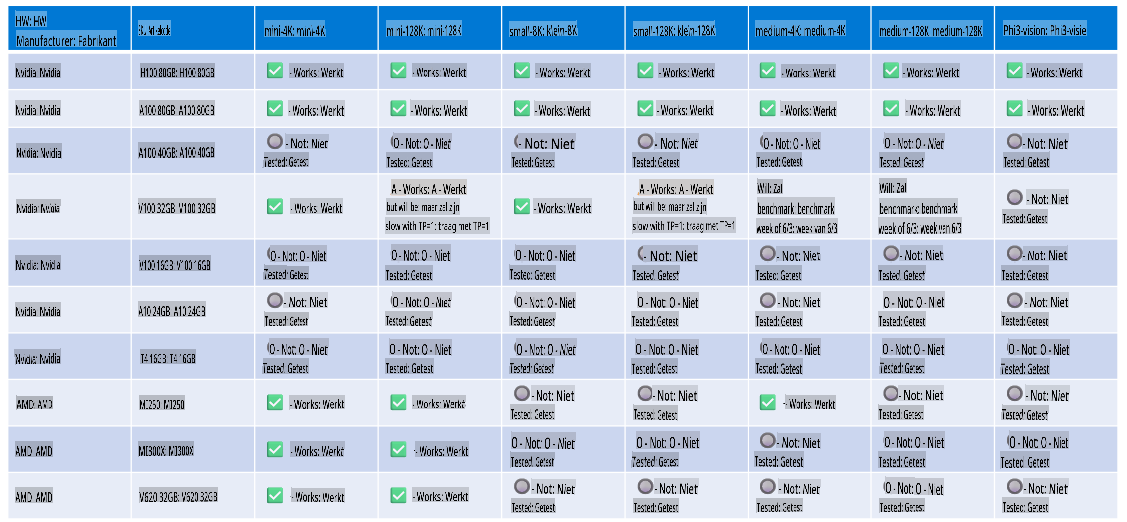 HW: HW
Manufacturer: Fabrikant
mini-4K: mini-4K
mini-128K: mini-128K
small-8K: klein-8K
small-128K: klein-128K
medium-4K: medium-4K
medium-128K: medium-128K
Phi3-vision: Phi3-visie
Nvidia: Nvidia
H100 80GB: H100 80GB
- Works: Werkt
- Works: Werkt
- Works: Werkt
- Works: Werkt
- Works: Werkt
- Works: Werkt
- Works: Werkt
Nvidia: Nvidia
A100 80GB: A100 80GB
- Works: Werkt
- Works: Werkt
- Works: Werkt
- Works: Werkt
- Works: Werkt
- Works: Werkt
- Works: Werkt
Nvidia: Nvidia
A100 40GB: A100 40GB
- Not: Niet
Tested: Getest
O - Not: O - Niet
Tested: Getest
- Not: Niet
Tested: Getest
- Not: Niet
Tested: Getest
O - Not: O - Niet
Tested: Getest
O - Not: O - Niet
Tested: Getest
- Not: Niet
Tested: Getest
Nvidia: Nvidia
V100 32GB: V100 32GB
- Works: Werkt
A - Works: A - Werkt
but will be: maar zal zijn
slow with TP=1: traag met TP=1
- Works: Werkt
A - Works: A - Werkt
but will be: maar zal zijn
slow with TP=1: traag met TP=1
Will: Zal
benchmark: benchmark
week of 6/3: week van 6/3
Will: Zal
benchmark: benchmark
week of 6/3: week van 6/3
- Not: Niet
Tested: Getest
Nvidia: Nvidia
V100 16GB: V100 16GB
O - Not: O - Niet
Tested: Getest
O - Not: O - Niet
Tested: Getest
O - Not: O - Niet
Tested: Getest
- Not: Niet
Tested: Getest
- Not: Niet
Tested: Getest
- Not: Niet
Tested: Getest
- Not: Niet
Tested: Getest
Nvidia: Nvidia
A10 24GB: A10 24GB
- Not: Niet
Tested: Getest
O - Not: O - Niet
Tested: Getest
O - Not: O - Niet
Tested: Getest
O - Not: O - Niet
Tested: Getest
- Not: Niet
Tested: Getest
O - Not: O - Niet
Tested: Getest
- Not: Niet
Tested: Getest
Nvidia: Nvidia
T4 16GB: T4 16GB
O - Not: O - Niet
Tested: Getest
O - Not: O - Niet
Tested: Getest
O - Not: O - Niet
Tested: Getest
O - Not: O - Niet
Tested: Getest
O - Not: O - Niet
Tested: Getest
O - Not: O - Niet
Tested: Getest
- Not: Niet
Tested: Getest
AMD: AMD
MI250: MI250
- Works: Werkt
- Works: Werkt
- Not: Niet
Tested: Getest
- Not: Niet
Tested: Getest
- Works: Werkt
- Not: Niet
Tested: Getest
- Not: Niet
Tested: Getest
AMD: AMD
MI300X: MI300X
- Works: Werkt
- Works: Werkt
O - Not: O - Niet
Tested: Getest
O - Not: O - Niet
Tested: Getest
- Not: Niet
Tested: Getest
O - Not: O - Niet
Tested: Getest
O - Not: O - Niet
Tested: Getest
AMD: AMD
V620 32GB: V620 32GB
- Works: Werkt
- Works: Werkt
- Not: Niet
Tested: Getest
- Not: Niet
Tested: Getest
- Not: Niet
Tested: Getest
O - Not: O - Niet
Tested: Getest
- Not: Niet
Tested: Getest